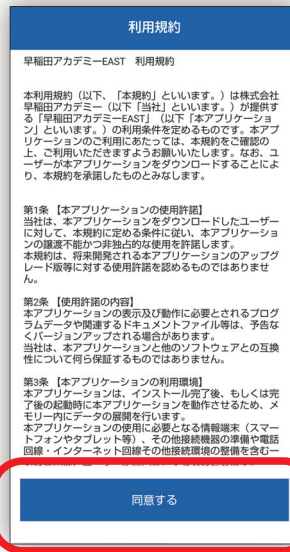 利用規約
早稲田アカデミーEAST 利用規約
本利用規約（以下、「本規約」といいます。）は株式会社
早稲田アカデミー（以下「当社」といいます。）が提供す
る「早稲田アカデミーEAST」（以下「本アプリケーショ
ン」といいます。）の利用条件を定めるものです。本アプ
リケーションのご利用にあたっては、本規約をご確認の
上、ご利用いただきますようお願いいたします。なお、ユ
ーザーが本アプリケーションをダウンロードすることによ
り、本規約を承諾したものとみなします。
第1条 【本アプリケーションの使用許諾】
当社は、本アプリケーションをダウンロードしたユーザー
に対して、本規約に定める条件に従い、本アプリケーショ
ンの譲渡不能かつ非独占的な使用を許諾します。
本規約は、将来開発される本アプリケーションのアップグ
レード版等に対する使用許諾を認めるものではありませ
ん。
第2条 【使用許諾の内容】
本アプリケーションの表示及び動作に必要とされるプログ
ラムデータや関連するドキュメントファイル等は、予告な
くバージョンアップされる場合があります。
当社は、本アプリケーションと他のソフトウェアとの互換
性について何ら保証するものではありません。
第3条 【本アプリケーションの利用環境】
本アプリケーションは、インストール完了後、もしくは完
了後の起動時に本アプリケーションを動作させるため、メ
モリー内にデータの展開を行います。
本アプリケーションの使用に必要となる情報端末（スマー
トフォンやタブレット等）、その他接続機器の準備や電話
回線・インターネット回線その他接続環境の整備を含む一
同意する